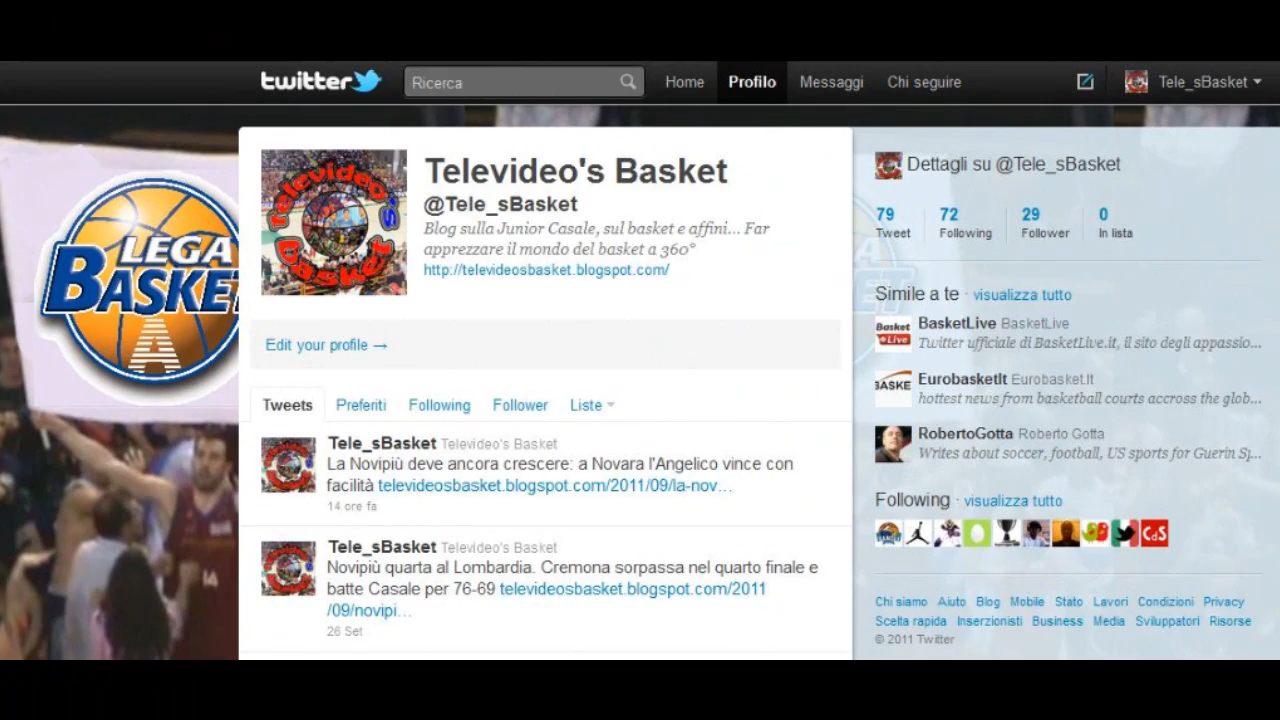 twitter
Ricerca
Home
Profilo
Messaggi
Chi seguire
Tele_sBasket
LEGA
BASKET
A
Televideo's
Basket
Televideo's Basket
@Tele_sBasket
Blog sulla Junior Casale, sul basket e affini... Far
apprezzare il mondo del basket a 360°
http://televideosbasket.blogspot.com/
Edit your profile →
Tweets
Preferiti
Following
Follower
Liste
Tele_sBasket Televideo's Basket
La Novipiù deve ancora crescere: a Novara l'Angelico vince con
facilità televideosbasket.blogspot.com/2011/09/la-nov…
14 ore fa
Tele_sBasket Televideo's Basket
Novipiù quarta al Lombardia. Cremona sorpassa nel quarto finale e
batte Casale per 76-69 televideosbasket.blogspot.com/2011
/09/novipi…
26 Set
14
Dettagli su @Tele_sBasket
79 72 29 0
Tweet Following Follower In lista
Simile a te · visualizza tutto
Basket
Live
BasketLive BasketLive
Twitter ufficiale di BasketLive.it, il sito degli appassio...
BASKE
EurobasketIt Eurobasket.It
hottest news from basketball courts accross the glob...
RobertoGotta Roberto Gotta
Writes about soccer, football, US sports for Guerin Sp...
Following · visualizza tutto
CdS
Chi siamo Aiuto Blog Mobile Stato Lavori Condizioni Privacy
Scelta rapida Inserzionisti Business Media Sviluppatori Risorse
© 2011 Twitter